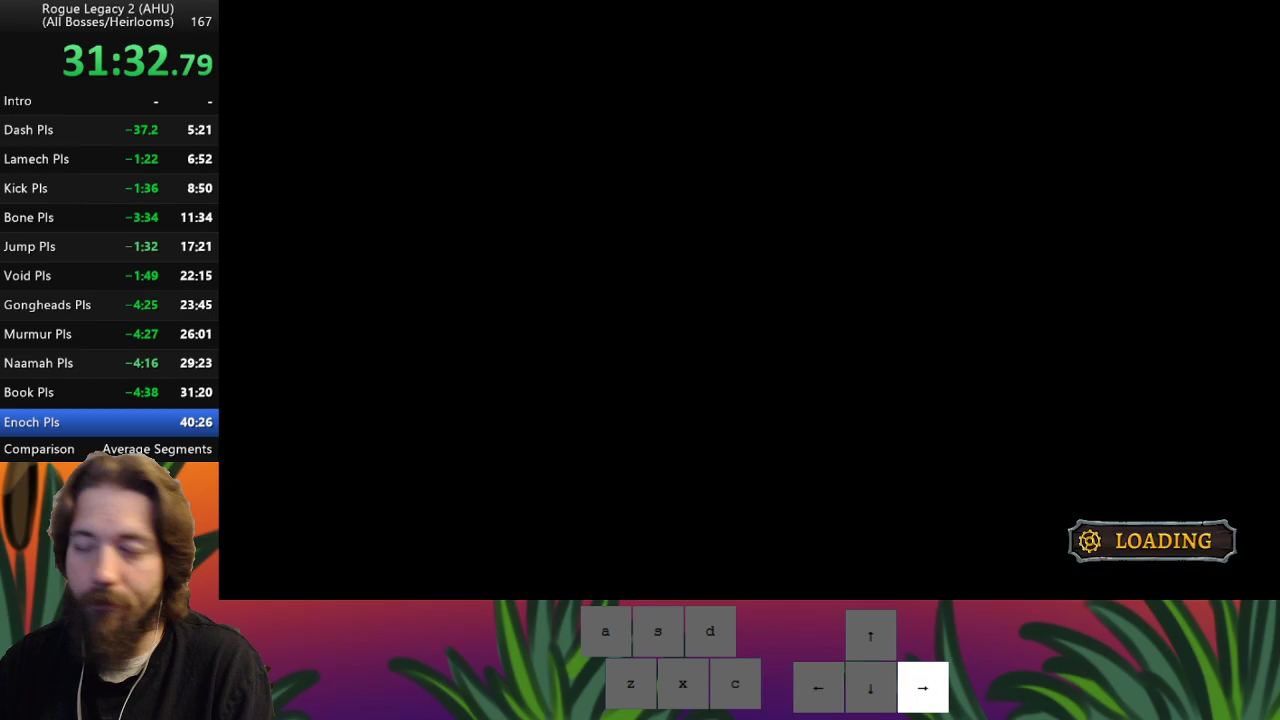 Rogue Legacy 2 (AHU)
(All Bosses/Heirlooms) 167
31:32.79
Intro - -
Dash Pls -37.2 5:21
Lamech Pls -1:22 6:52
Kick Pls -1:36 8:50
Bone Pls -3:34 11:34
Jump Pls -1:32 17:21
Void Pls -1:49 22:15
Gongheads Pls -4:25 23:45
Murmur Pls -4:27 26:01
Naamah Pls -4:16 29:23
Book Pls -4:38 31:20
Enoch Pls 40:26
Comparison Average Segments
LOADING
a s d ↑
z x c ← ↓ →